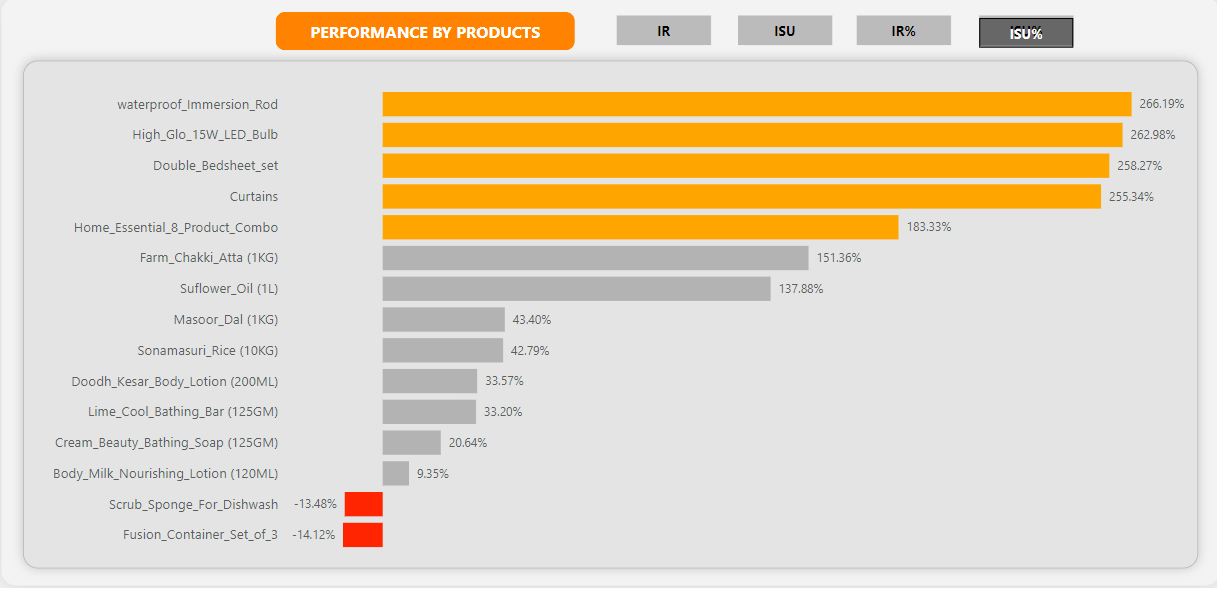 PERFORMANCE BY PRODUCTS IR ISU IR% ISU%
waterproof_Immersion_Rod 266.19%
High_Glo_15W_LED_Bulb 262.98%
Double_Bedsheet_set 258.27%
Curtains 255.34%
Home_Essential_8_Product_Combo 183.33%
Farm_Chakki_Atta (1KG) 151.36%
Suflower_Oil (1L) 137.88%
Masoor_Dal (1KG) 43.40%
Sonamasuri_Rice (10KG) 42.79%
Doodh_Kesar_Body_Lotion (200ML) 33.57%
Lime_Cool_Bathing_Bar (125GM) 33.20%
Cream_Beauty_Bathing_Soap (125GM) 20.64%
Body_Milk_Nourishing_Lotion (120ML) 9.35%
Scrub_Sponge_For_Dishwash -13.48%
Fusion_Container_Set_of_3 -14.12%